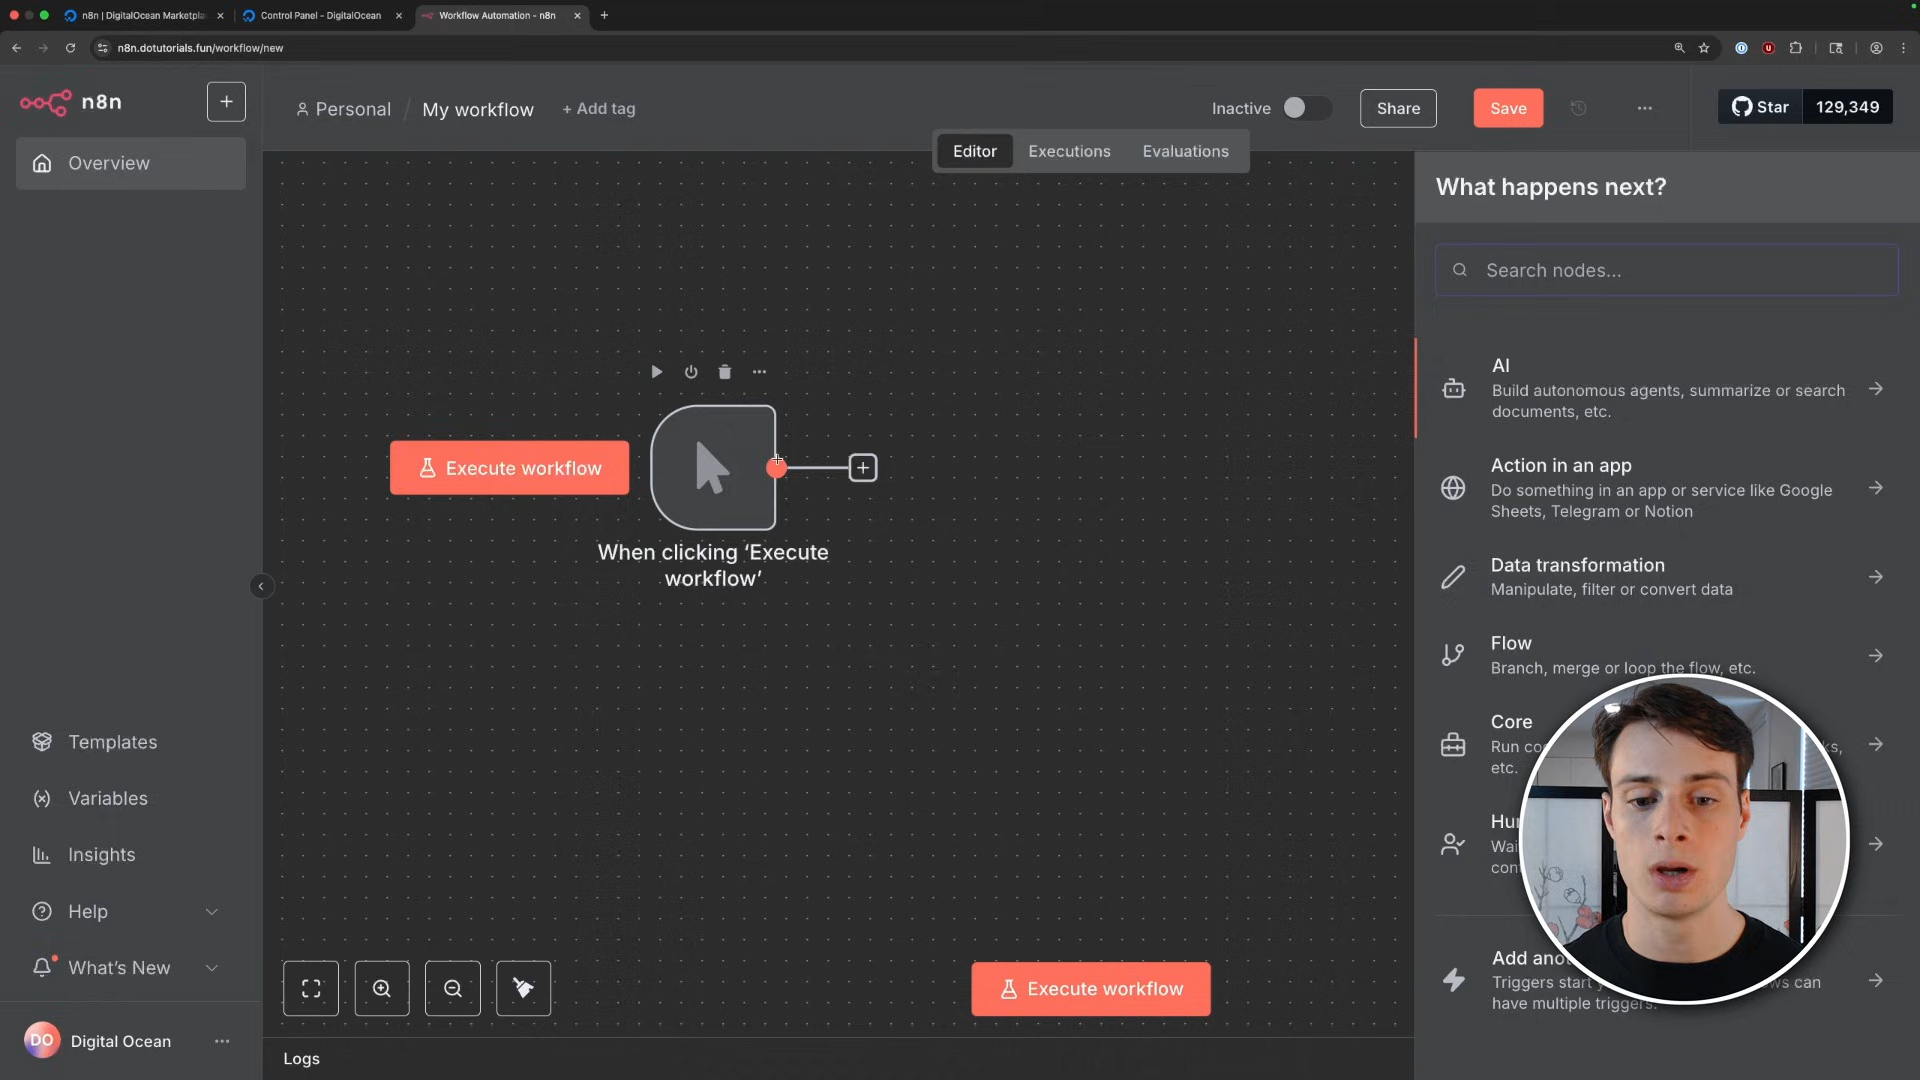 n8n | DigitalOcean Marketpla
Control Panel - DigitalOcean
Workflow Automation - n8n
n8n.dotutorials.fun/workflow/new
n8n
Personal / My workflow + Add tag
Inactive
Share
Save
Star 129,349
Overview
Editor Executions Evaluations
What happens next?
Search nodes...
AI
Build autonomous agents, summarize or search
documents, etc.
Action in an app
Do something in an app or service like Google
Sheets, Telegram or Notion
Data transformation
Manipulate, filter or convert data
Flow
Branch, merge or loop the flow, etc.
Core
Run
etc.
Execute workflow
When clicking ‘Execute
workflow’
Templates
Variables
Insights
Help
What’s New
DO Digital Ocean
Add
Triggers start
can
have multiple triggers.
Execute workflow
Logs